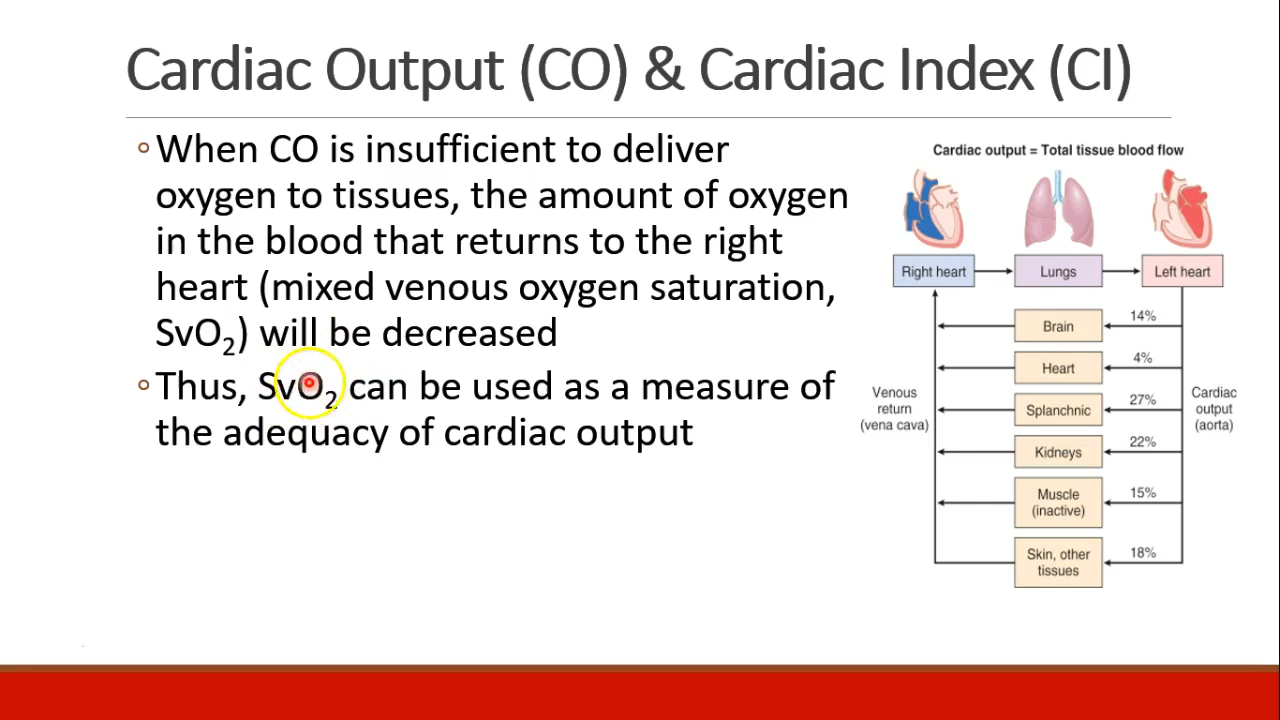 Cardiac Output (CO) & Cardiac Index (CI)
◦When CO is insufficient to deliver
oxygen to tissues, the amount of oxygen
in the blood that returns to the right
heart (mixed venous oxygen saturation,
SvO₂) will be decreased
◦Thus, SvO₂ can be used as a measure of
the adequacy of cardiac output
Cardiac output = Total tissue blood flow
Right heart
Lungs
Left heart
Brain
14%
Heart
4%
Splanchnic
27%
Kidneys
22%
Muscle
(inactive)
15%
Skin, other
tissues
18%
Venous
return
(vena cava)
Cardiac
output
(aorta)